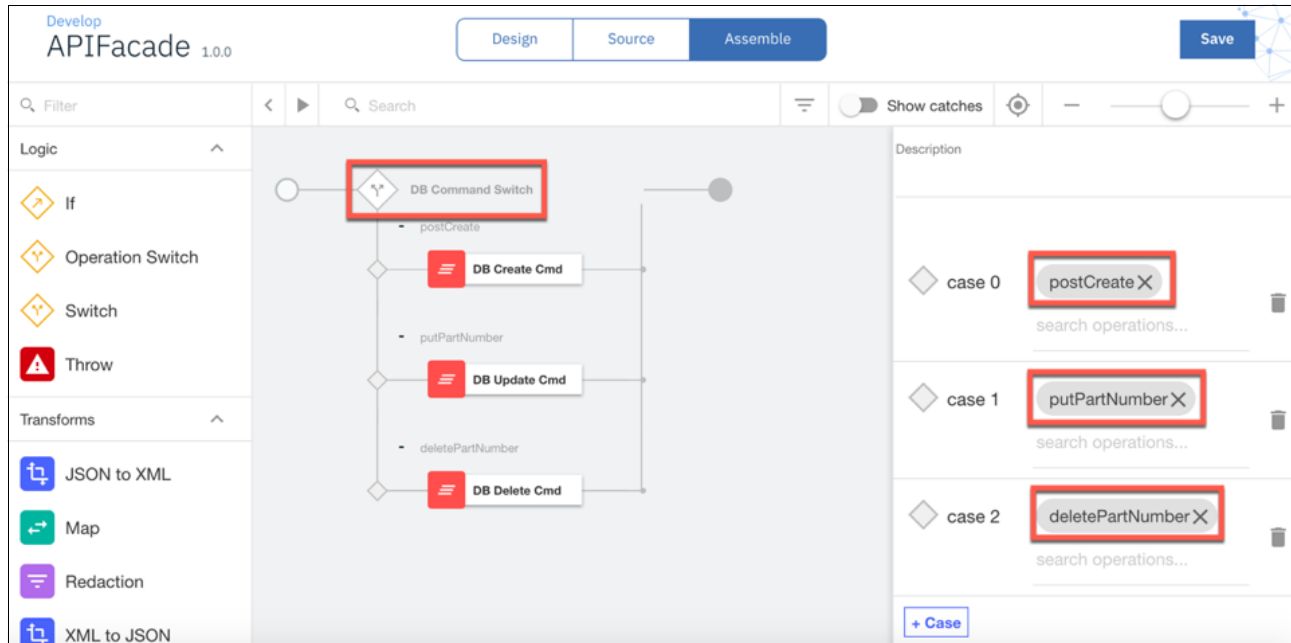 Develop
APIFacade 1.0.0
Design
Source
Assemble
Save
Filter
Search
Show catches
Logic
If
Operation Switch
Switch
Throw
Transforms
JSON to XML
Map
Redaction
XML to JSON
DB Command Switch
- postCreate
DB Create Cmd
- putPartNumber
DB Update Cmd
- deletePartNumber
DB Delete Cmd
Description
case 0
postCreate
search operations...
case 1
putPartNumber
search operations...
case 2
deletePartNumber
search operations...
+ Case